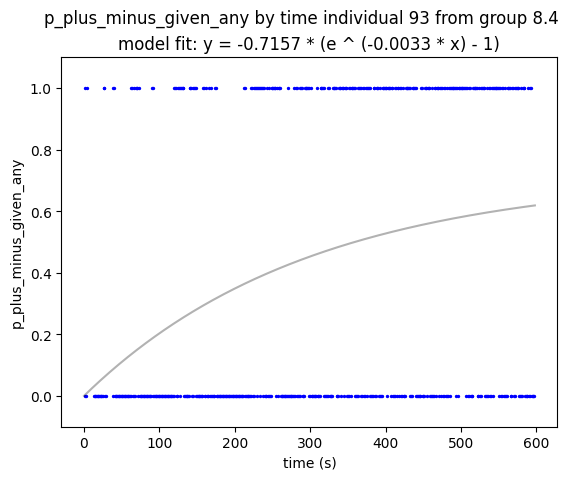 p_plus_minus_given_any by time individual 93 from group 8.4
model fit: y = -0.7157 * (e ^ (-0.0033 * x) - 1)
1.0
0.8
0.6
0.4
0.2
0.0
p_plus_minus_given_any
0 100 200 300 400 500 600
time (s)